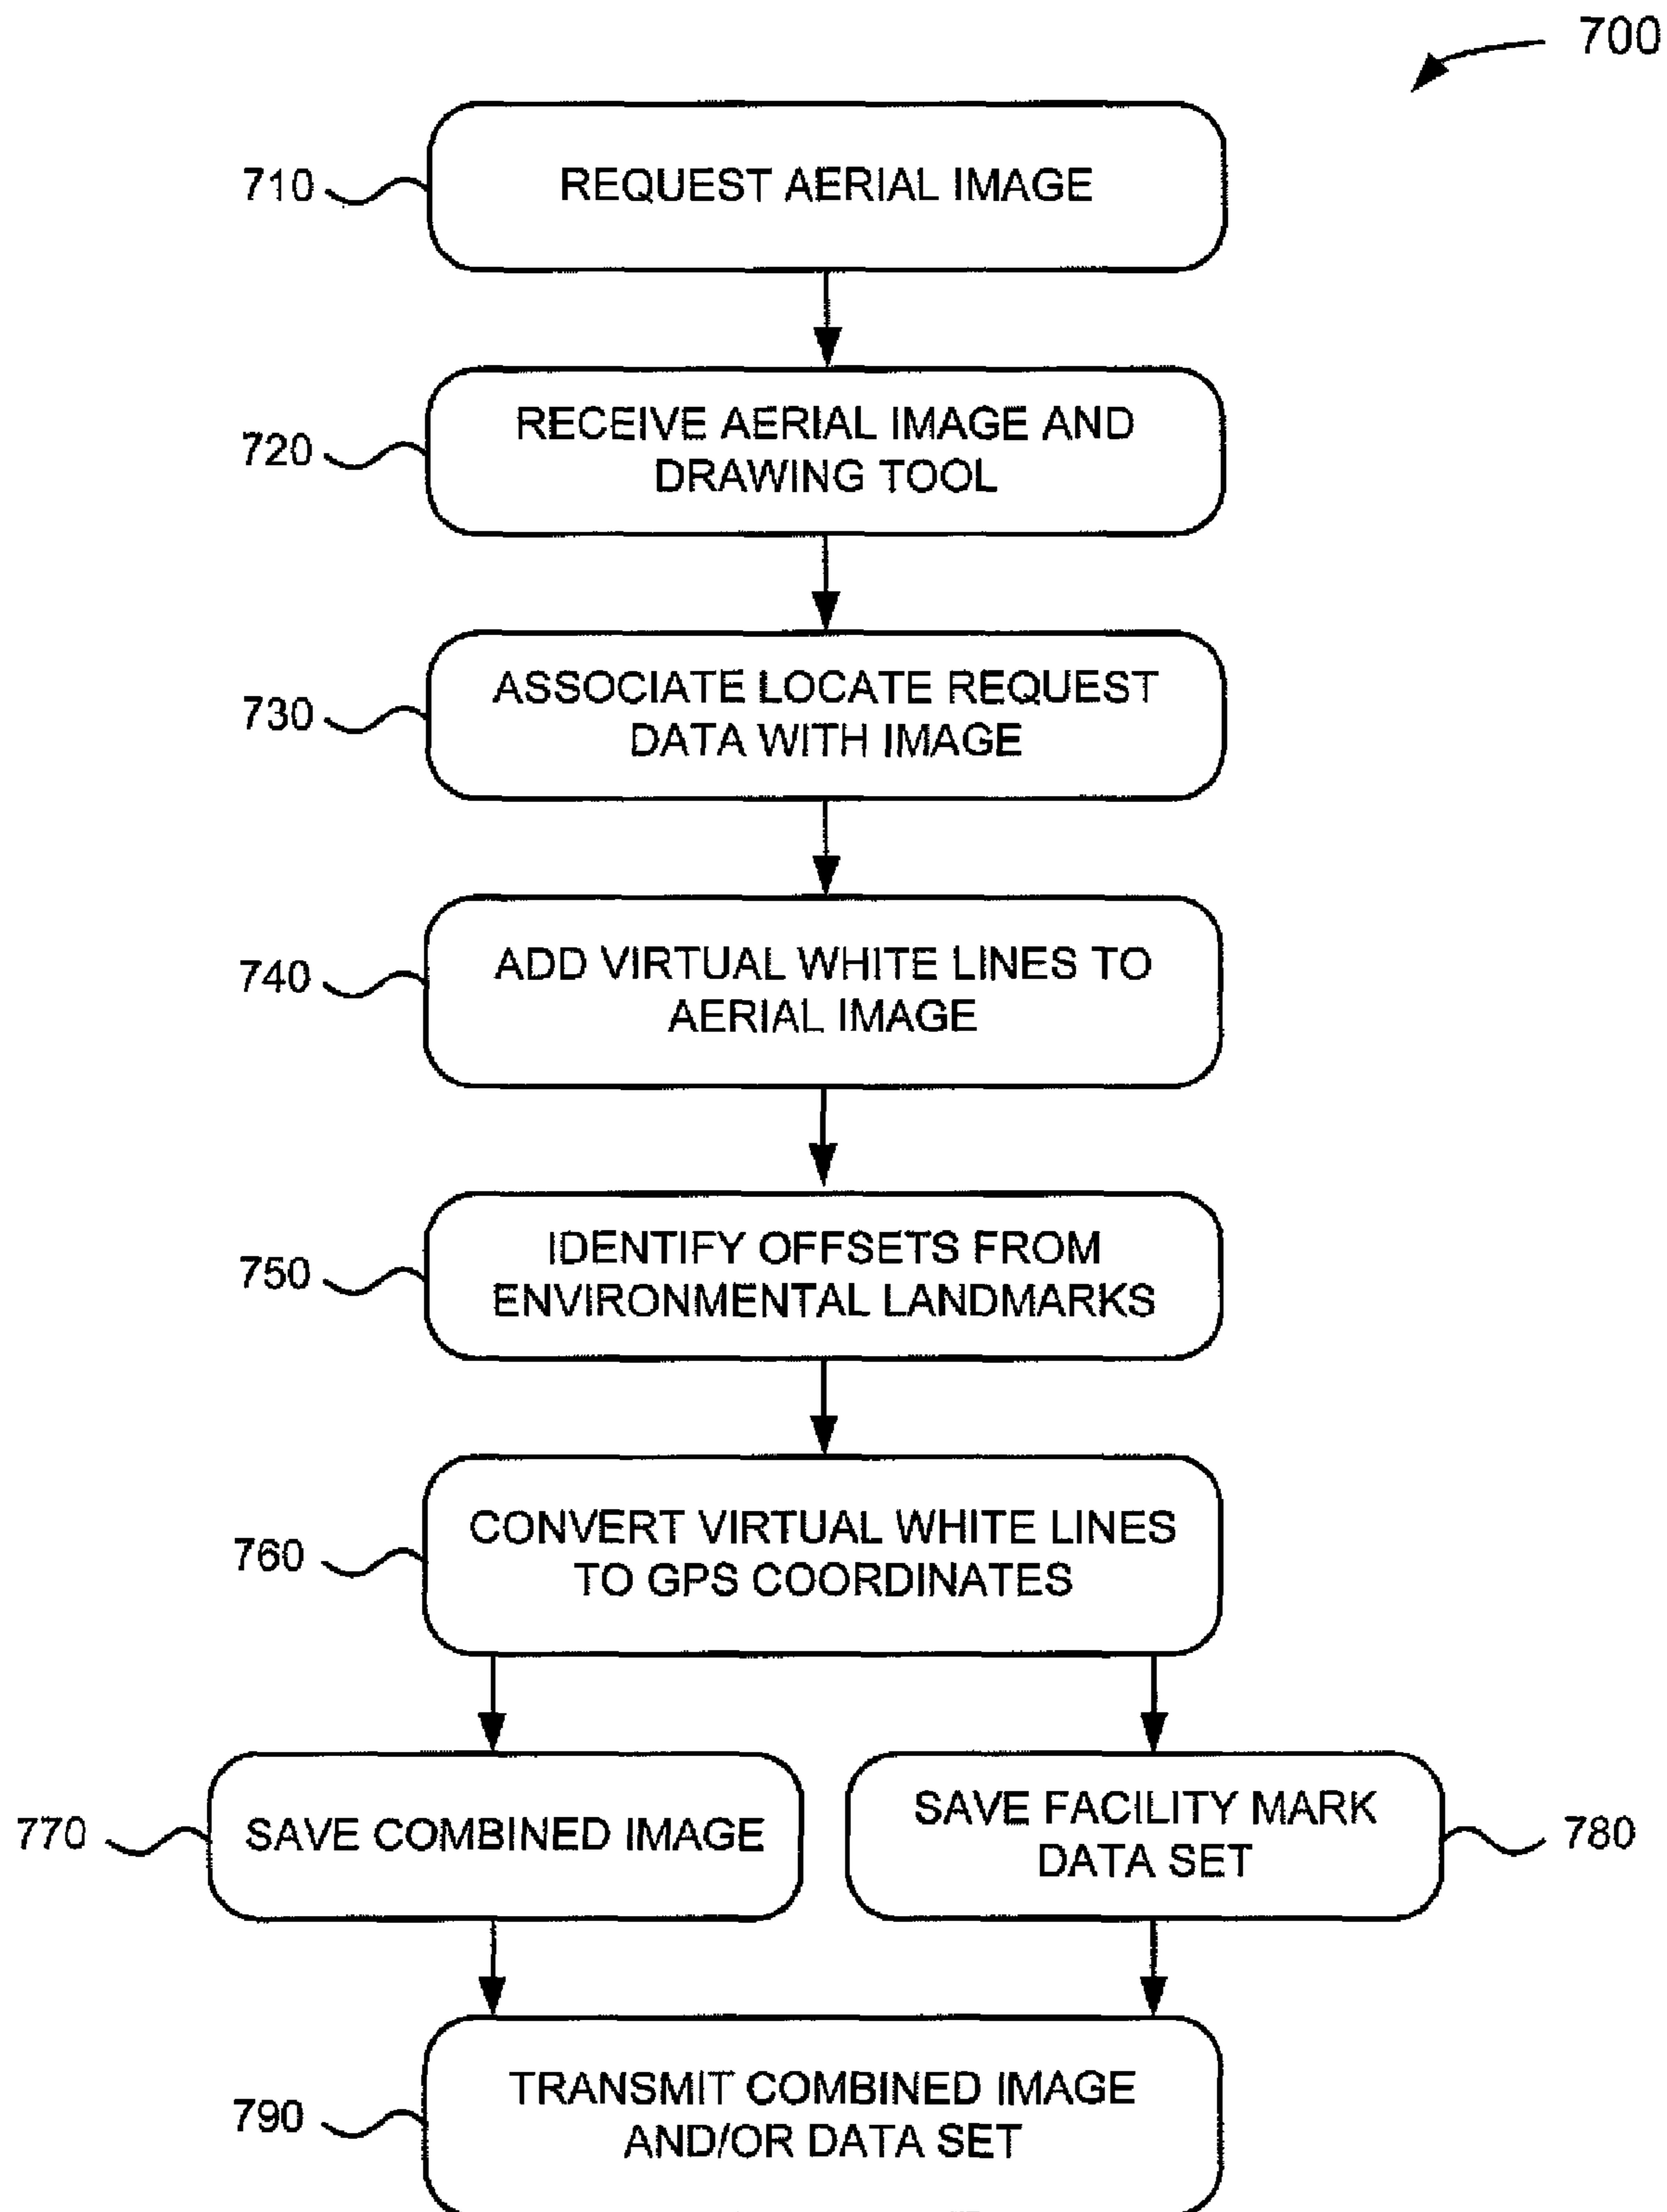 700
710
REQUEST AERIAL IMAGE
720
RECEIVE AERIAL IMAGE AND
DRAWING TOOL
730
ASSOCIATE LOCATE REQUEST
DATA WITH IMAGE
740
ADD VIRTUAL WHITE LINES TO
AERIAL IMAGE
750
IDENTIFY OFFSETS FROM
ENVIRONMENTAL LANDMARKS
760
CONVERT VIRTUAL WHITE LINES
TO GPS COORDINATES
770
SAVE COMBINED IMAGE
SAVE FACILITY MARK
DATA SET
780
790
TRANSMIT COMBINED IMAGE
AND/OR DATA SET